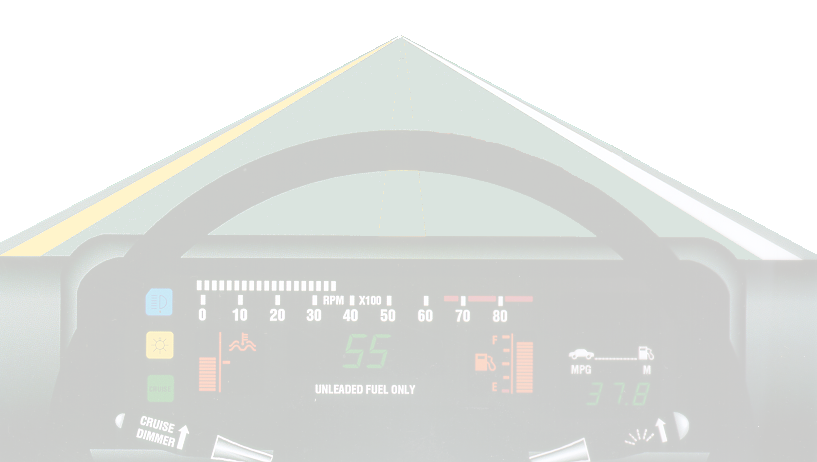 RPM X100
0 10 20 30 40 50 60 70 80
55
F
E
UNLEADED FUEL ONLY
MPG M
37.8
CRUISE
DIMMER